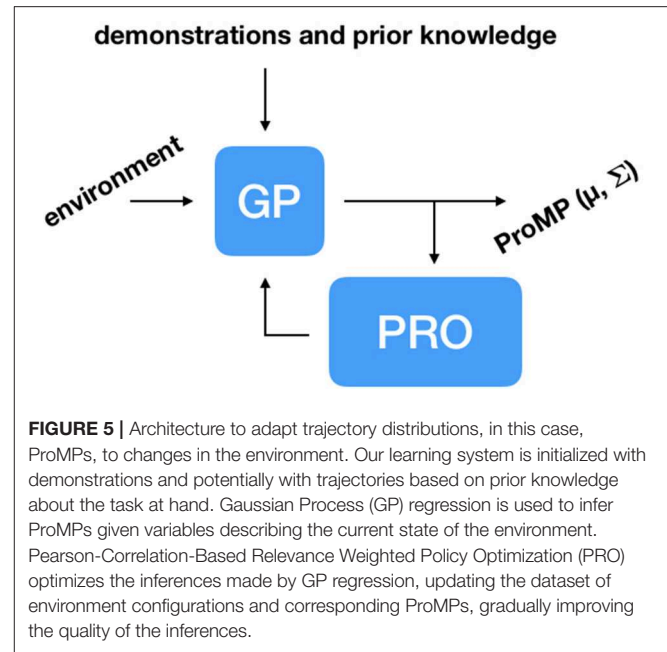 demonstrations and prior knowledge
environment
GP
ProMP (μ, Σ)
PRO
FIGURE 5 | Architecture to adapt trajectory distributions, in this case,
ProMPs, to changes in the environment. Our learning system is initialized with
demonstrations and potentially with trajectories based on prior knowledge
about the task at hand. Gaussian Process (GP) regression is used to infer
ProMPs given variables describing the current state of the environment.
Pearson-Correlation-Based Relevance Weighted Policy Optimization (PRO)
optimizes the inferences made by GP regression, updating the dataset of
environment configurations and corresponding ProMPs, gradually improving
the quality of the inferences.